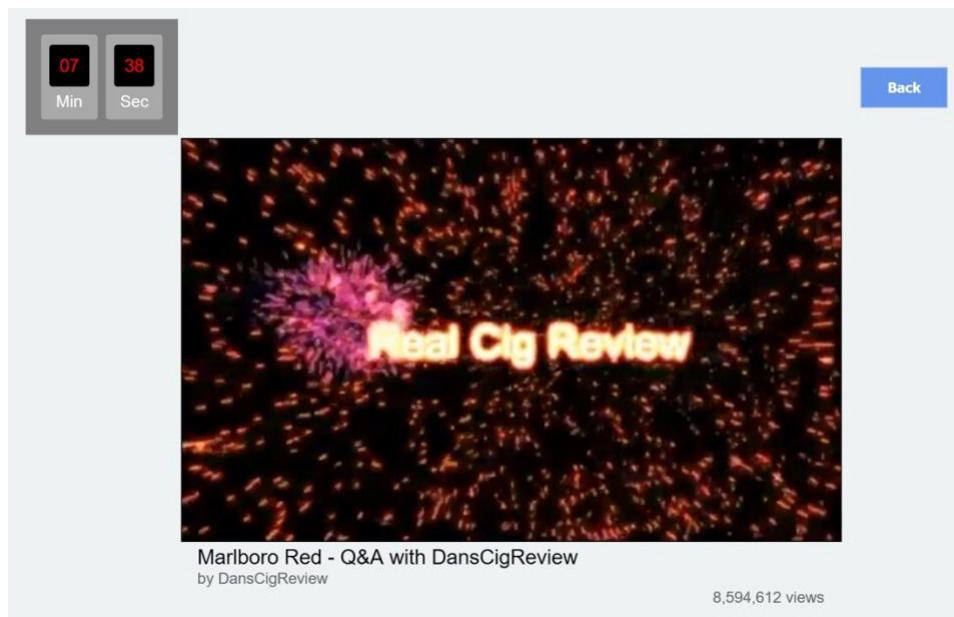 07 38
Min Sec
Back
Real Cig Review
Marlboro Red - Q&A with DansCigReview
by DansCigReview
8,594,612 views